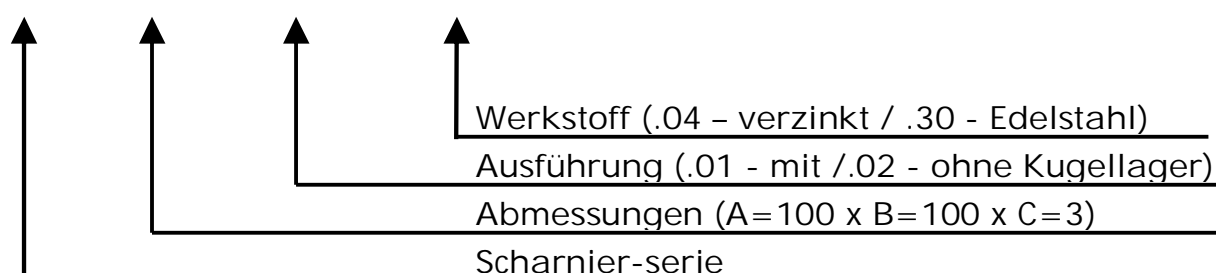 Werkstoff (.04 – verzinkt / .30 - Edelstahl)
Ausführung (.01 - mit /.02 - ohne Kugellager)
Abmessungen (A=100 x B=100 x C=3)
Scharnier-serie